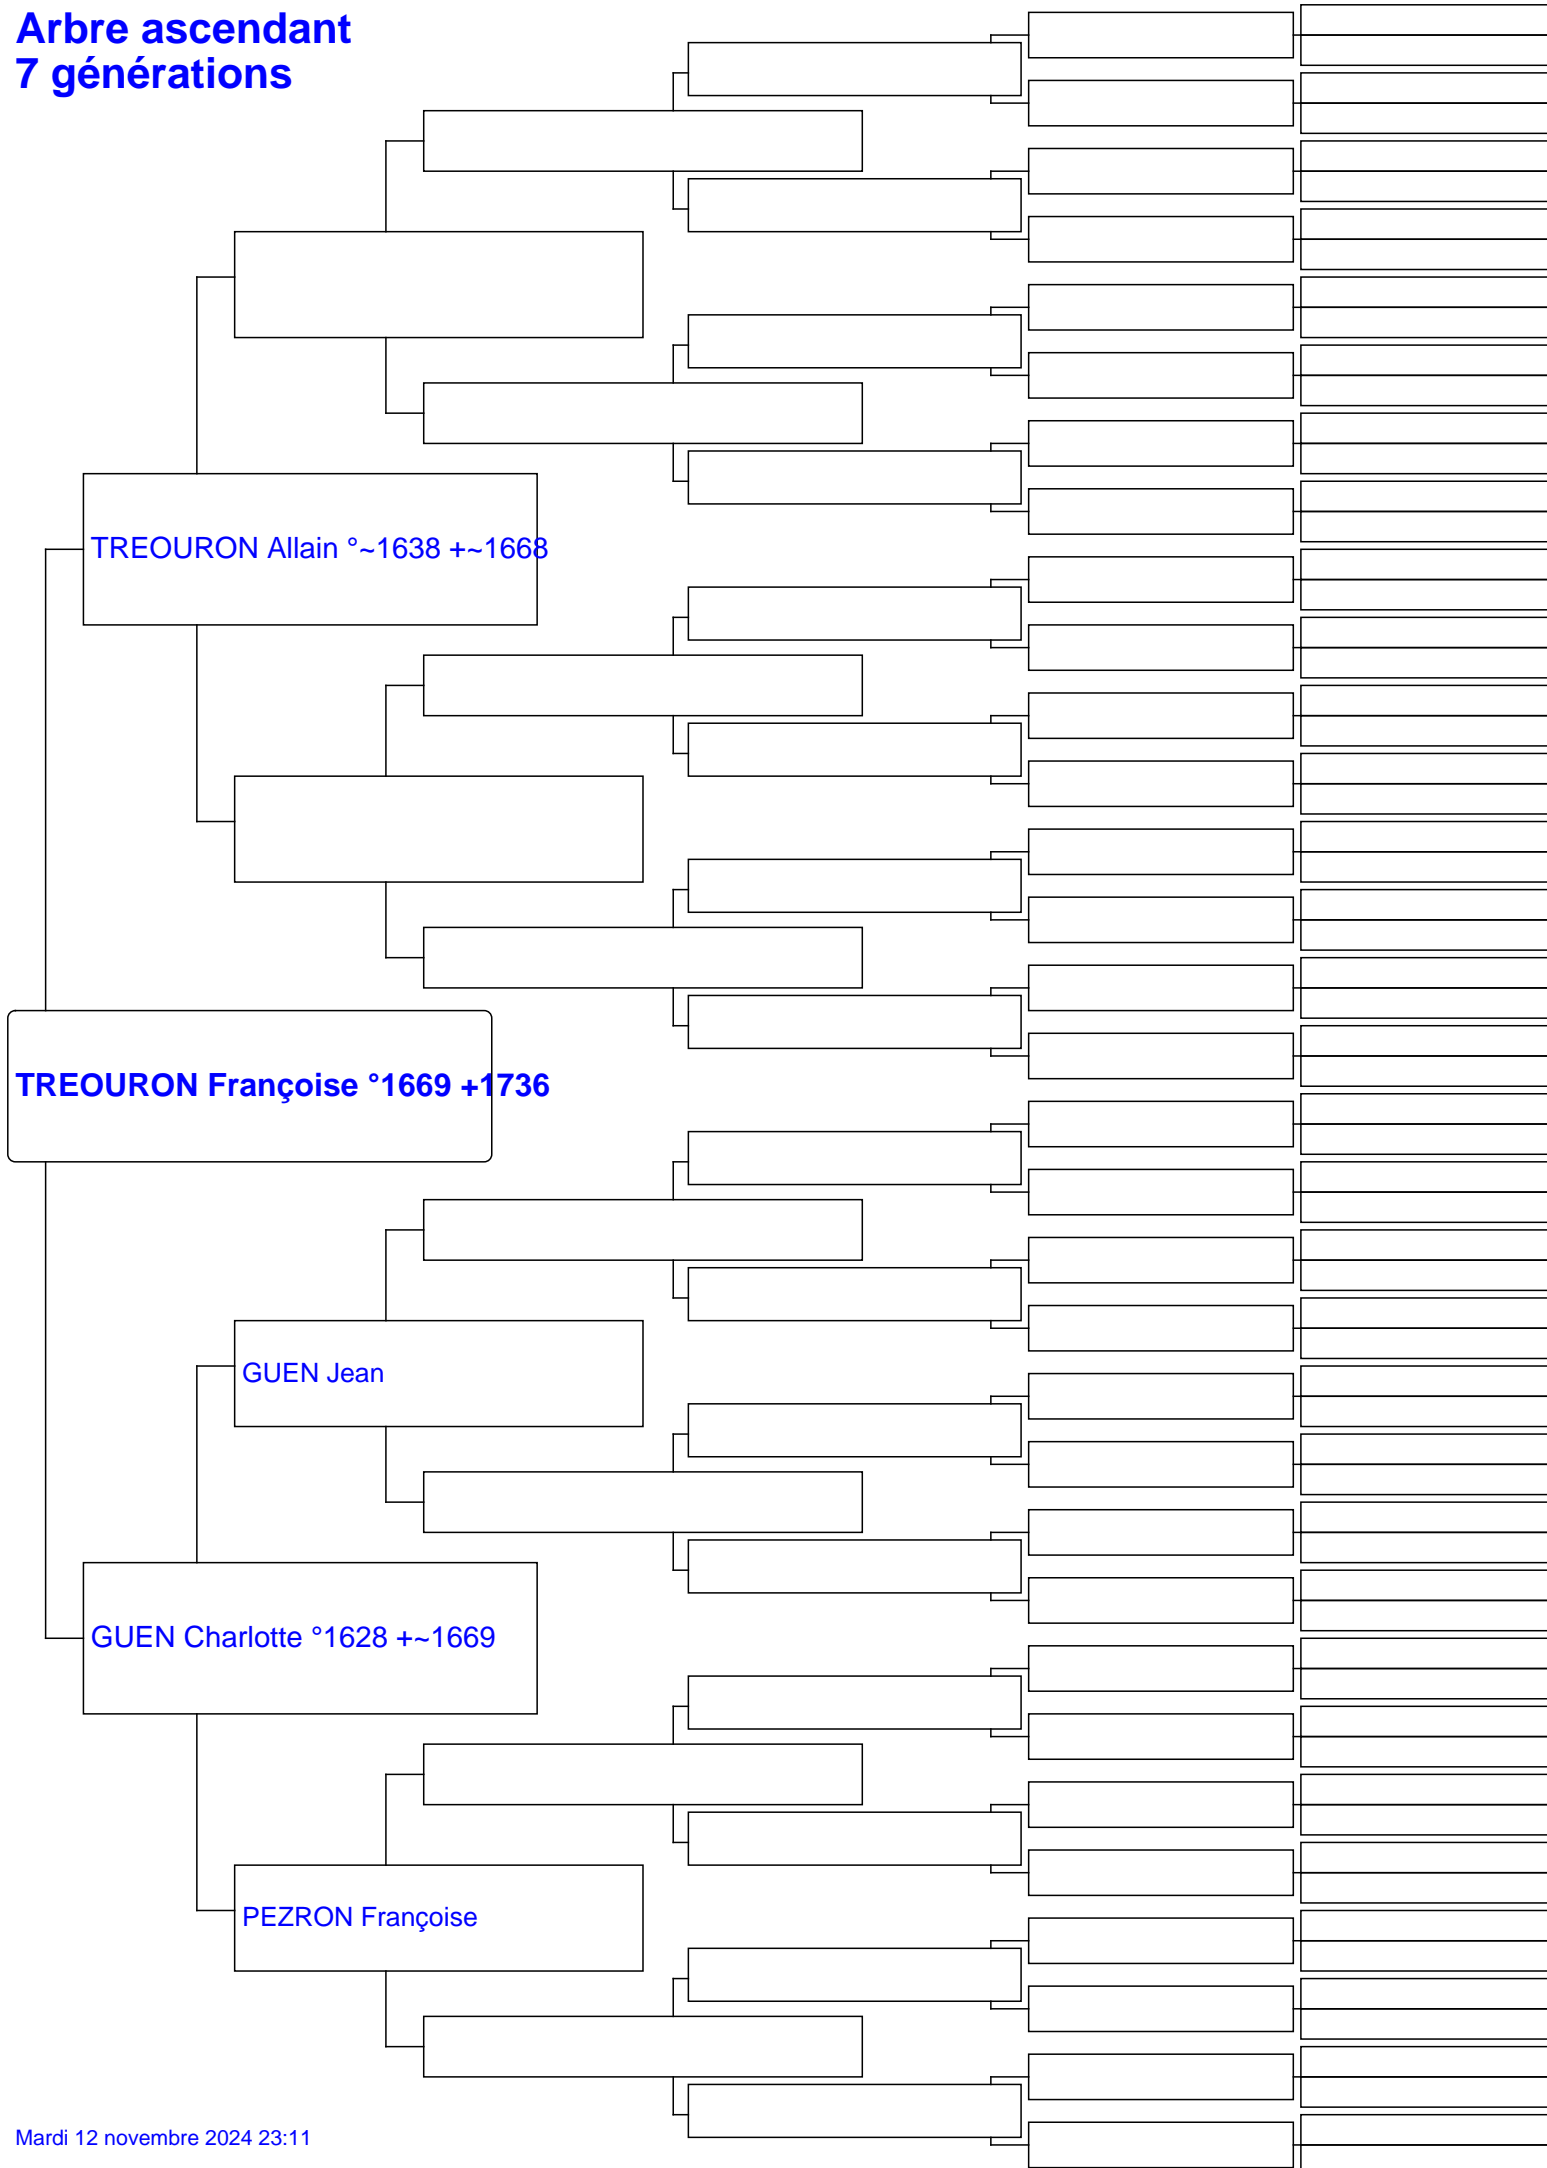 Arbre ascendant
7 générations
TREOURON Allain °~1638 +~1668
TREOURON Françoise °1669 +1736
GUEN Jean
GUEN Charlotte °1628 +~1669
PEZRON Françoise
Mardi 12 novembre 2024 23:11